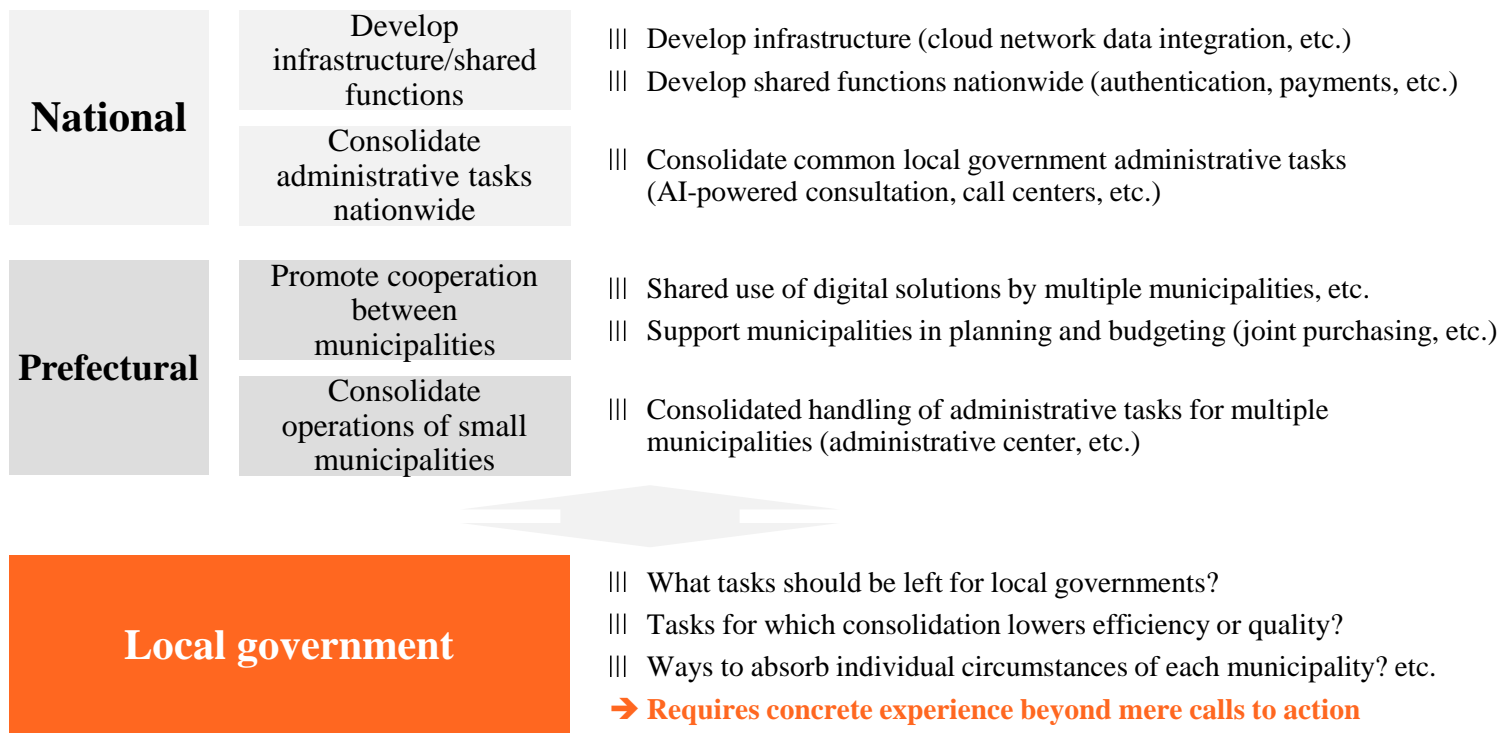 National
Develop
infrastructure/shared
functions
Develop infrastructure (cloud network data integration, etc.)
Develop shared functions nationwide (authentication, payments, etc.)
Consolidate
administrative tasks
nationwide
Consolidate common local government administrative tasks
(AI-powered consultation, call centers, etc.)
Prefectural
Promote cooperation
between
municipalities
Shared use of digital solutions by multiple municipalities, etc.
Support municipalities in planning and budgeting (joint purchasing, etc.)
Consolidate
operations of small
municipalities
Consolidated handling of administrative tasks for multiple
municipalities (administrative center, etc.)
Local government
What tasks should be left for local governments?
Tasks for which consolidation lowers efficiency or quality?
Ways to absorb individual circumstances of each municipality? etc.
➔ Requires concrete experience beyond mere calls to action